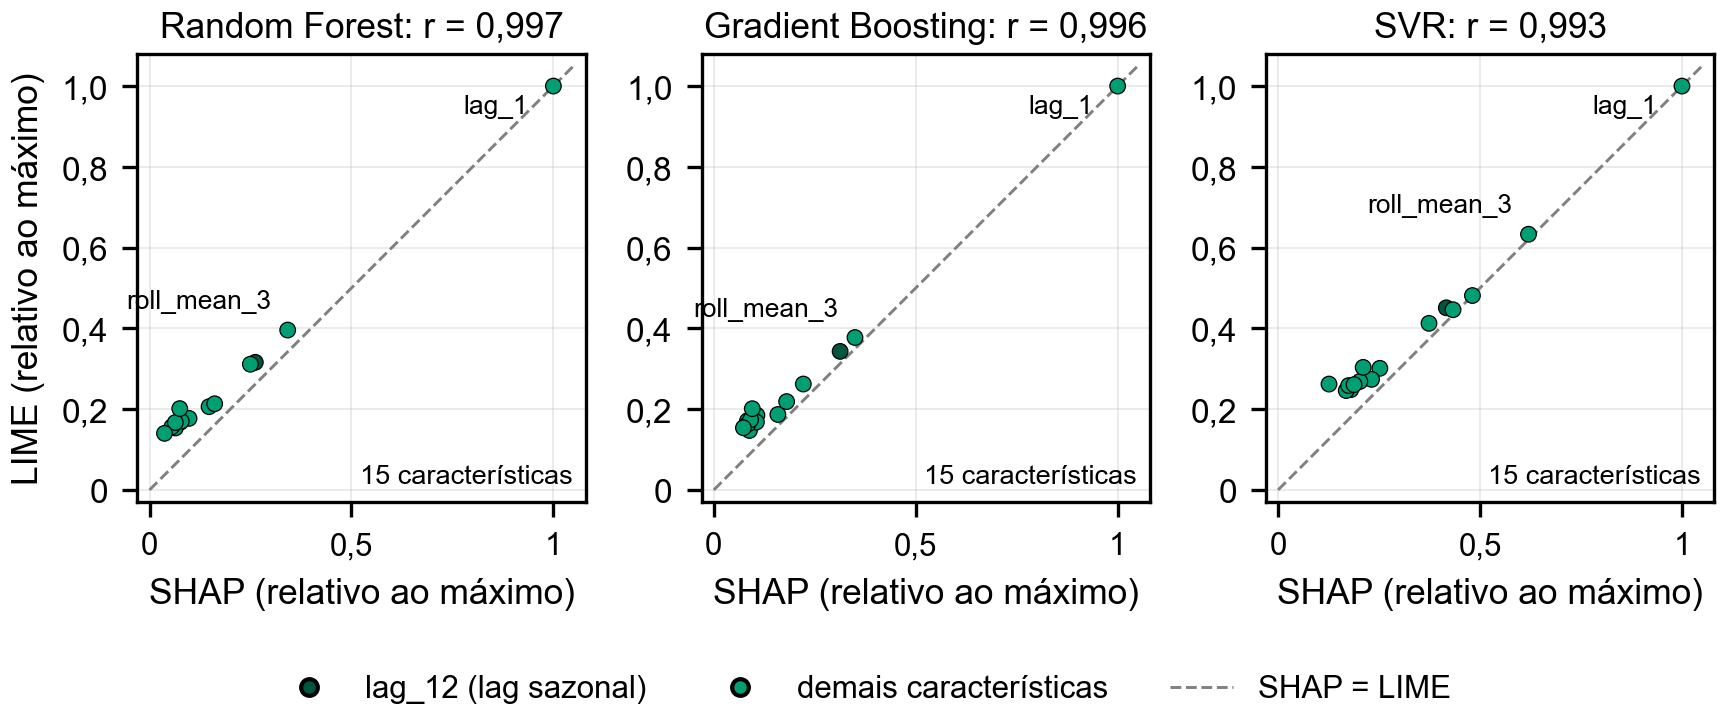 Random Forest: r = 0,997
LIME (relativo ao máximo)
1,0
0,8
0,6
0,4
0,2
0
lag_1
roll_mean_3
15 características
0 0,5 1
SHAP (relativo ao máximo)
Gradient Boosting: r = 0,996
1,0
0,8
0,6
0,4
0,2
0
lag_1
roll_mean_3
15 características
0 0,5 1
SHAP (relativo ao máximo)
SVR: r = 0,993
1,0
0,8
0,6
0,4
0,2
0
lag_1
roll_mean_3
15 características
0 0,5 1
SHAP (relativo ao máximo)
lag_12 (lag sazonal)
demais características
SHAP = LIME